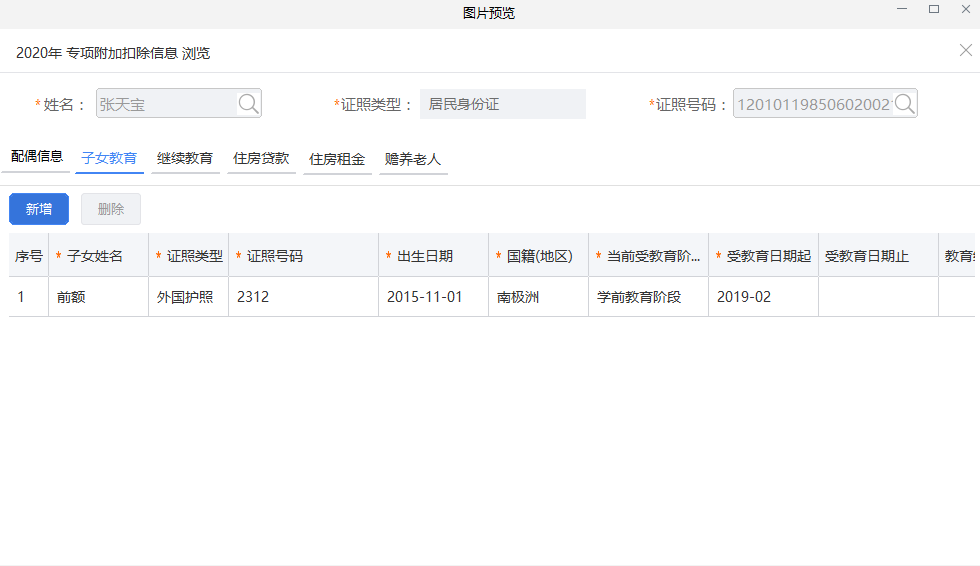 图片预览
2020年 专项附加扣除信息 浏览
*姓名： 张天宝 *证照类型： 居民身份证 *证照号码： 12010119850602002
配偶信息 子女教育 继续教育 住房贷款 住房租金 赡养老人
新增 删除
序号 * 子女姓名 * 证照类型 * 证照号码 * 出生日期 * 国籍(地区) * 当前受教育阶... * 受教育日期起 受教育日期止 教育
1 前额 外国护照 2312 2015-11-01 南极洲 学前教育阶段 2019-02